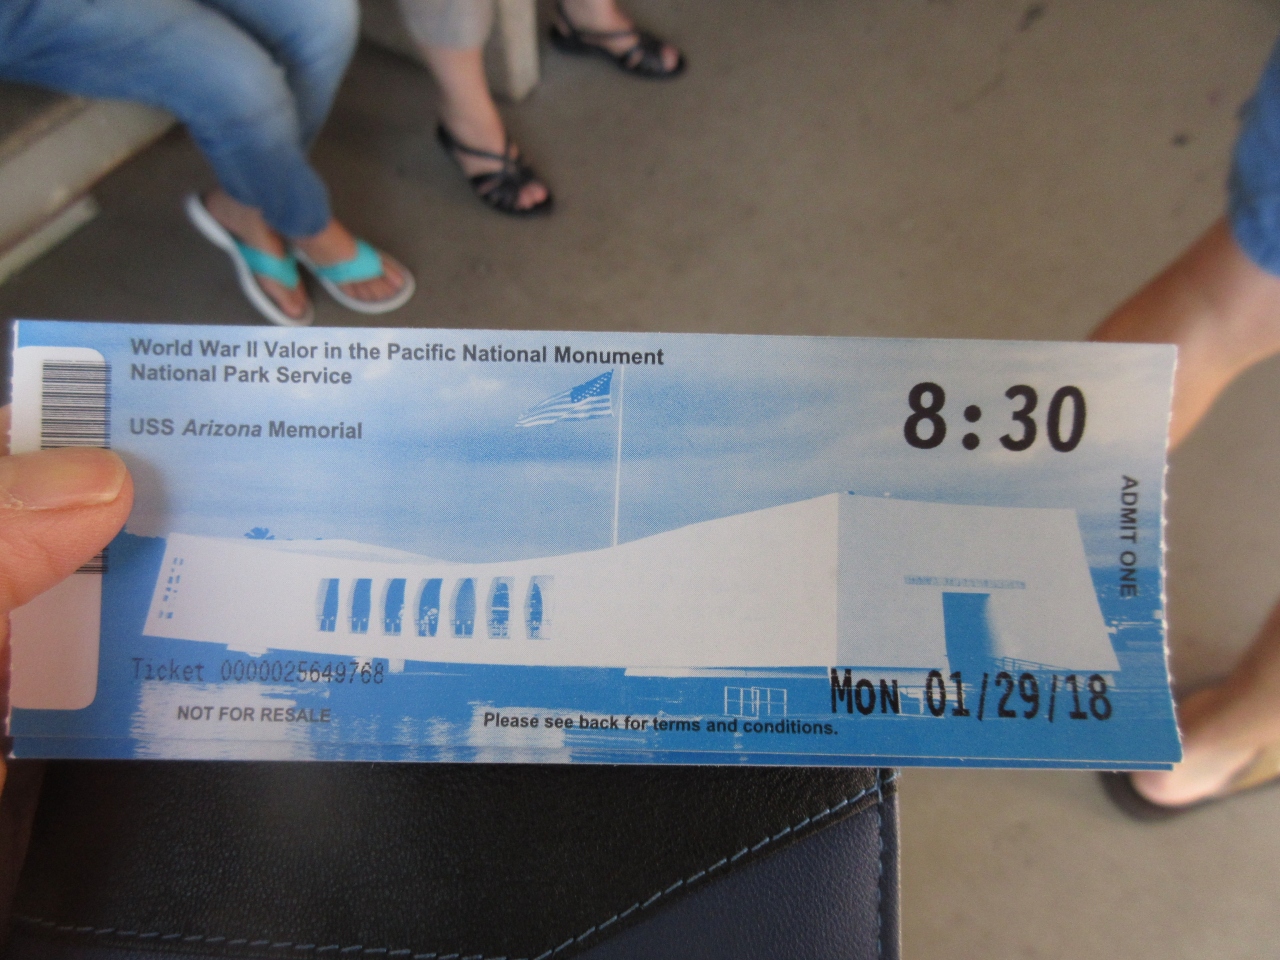 World War II Valor in the Pacific National Monument
National Park Service
USS Arizona Memorial
8:30
ADMIT ONE
Ticket 0000025649768
Mon 01/29/18
NOT FOR RESALE
Please see back for terms and conditions.